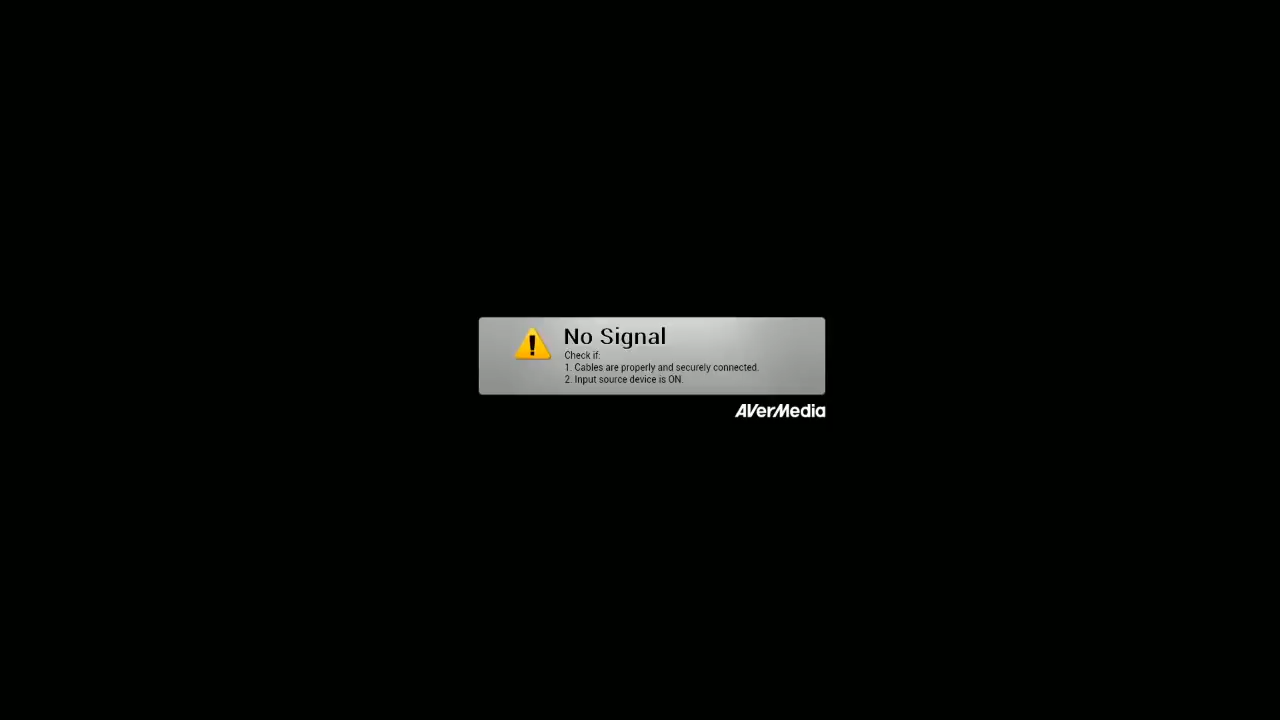 No Signal
Check if:
1. Cables are properly and securely connected.
2. Input source device is ON.
AVerMedia